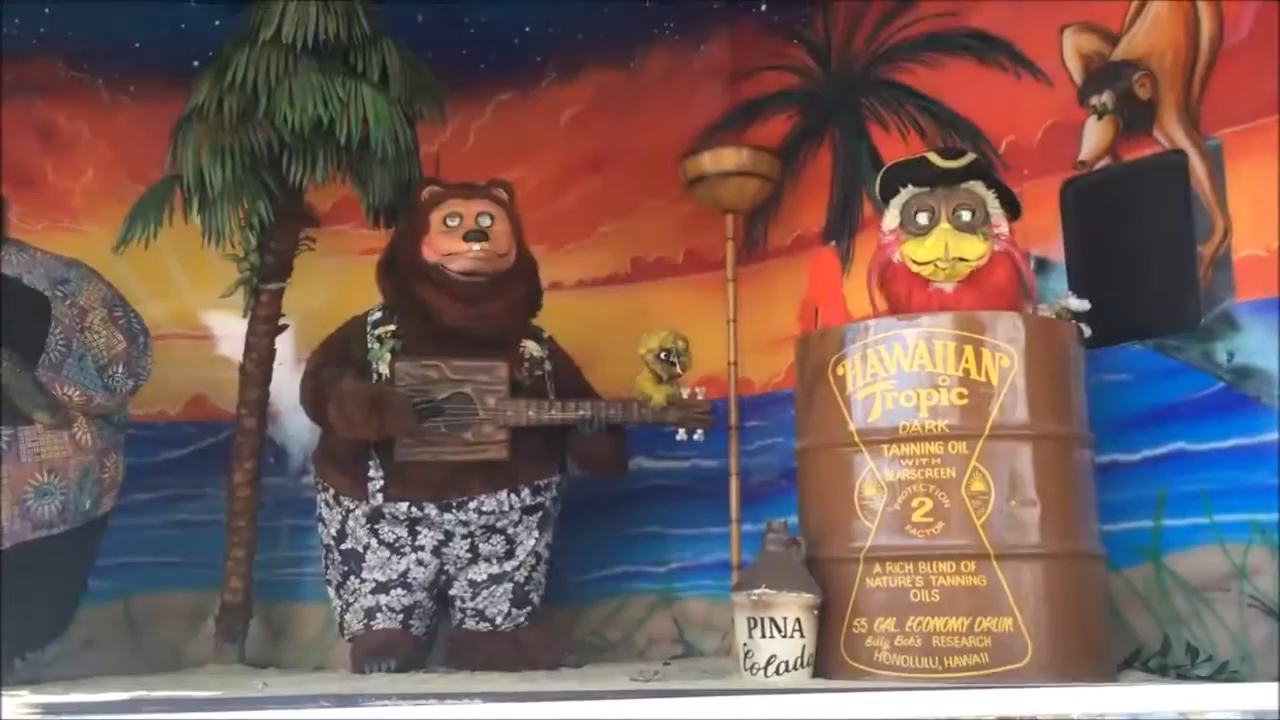 HAWAIIAN
Tropic
DARK
TANNING OIL
WITH
BEARSCREEN
PROTECTION
2
FACTOR
A RICH BLEND OF
NATURE'S TANNING
OILS
55 GAL. ECONOMY DRUM
Billy Bob's RESEARCH
HONOLULU, HAWAII
PINA
Colada